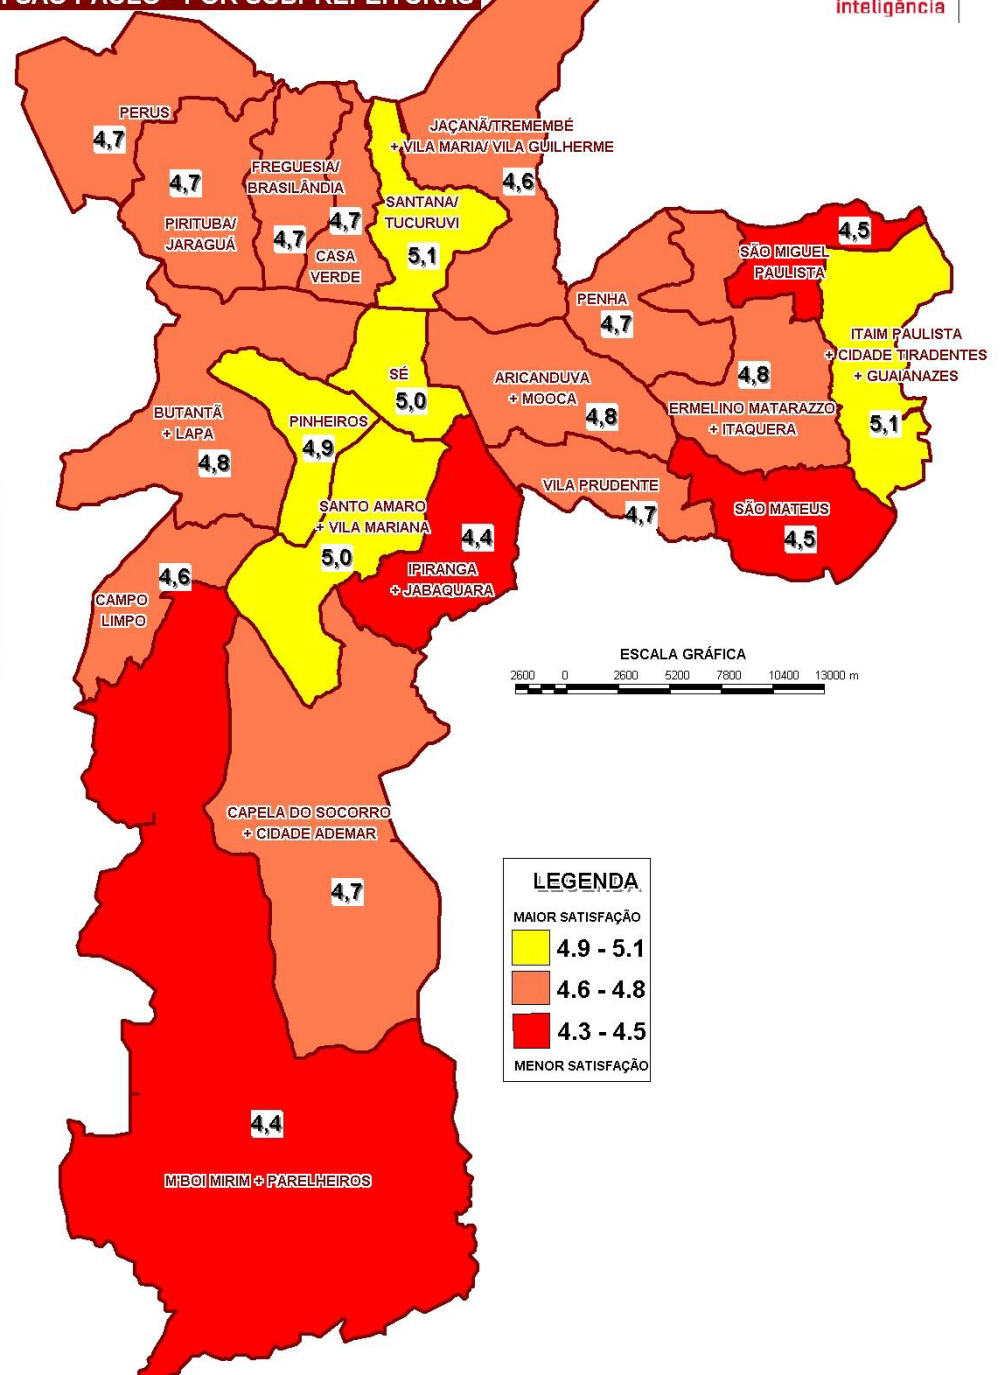 SÃO PAULO - POR SUBPREFEITURAS
inteligência
PERUS
4,7
4,7
PIRITUBA/
JARAGUÁ
FREGUESIA/
BRASILÂNDIA
4,7
4,7
CASA
VERDE
SANTANA/
TUCURUVI
5,1
JAÇANÃ/TREMEMBÉ
+ VILA MARIA/ VILA GUILHERME
4,6
PENHA
4,7
4,5
SÃO MIGUEL
PAULISTA
ITAIM PAULISTA
+ CIDADE TIRADENTES
+ GUAIANAZES
5,1
4,8
ERMELINO MATARAZZO
+ ITAQUERA
ARICANDUVA
+ MOOCA
4,8
SÉ
5,0
BUTANTÃ
+ LAPA
4,8
PINHEIROS
4,9
SANTO AMARO
+ VILA MARIANA
5,0
4,4
IPIRANGA
+ JABAQUARA
VILA PRUDENTE
4,7
SÃO MATEUS
4,5
4,6
CAMPO
LIMPO
ESCALA GRÁFICA
2600 0 2600 5200 7800 10400 13000 m
CAPELA DO SOCORRO
+ CIDADE ADEMAR
4,7
LEGENDA
MAIOR SATISFAÇÃO
4.9 - 5.1
4.6 - 4.8
4.3 - 4.5
MENOR SATISFAÇÃO
4,4
M'BOI MIRIM + PARELHEIROS